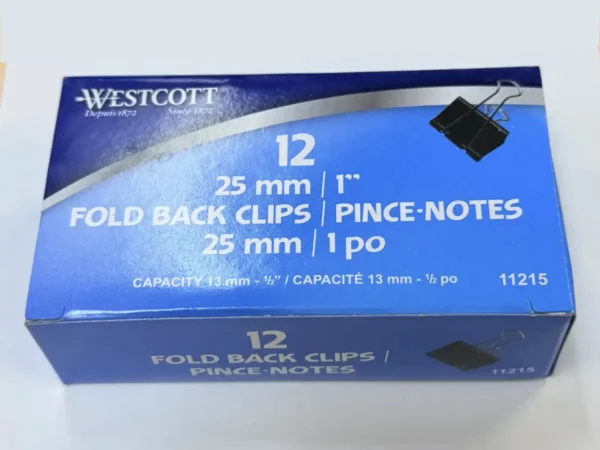 WESTCOTT
Depuis 1872 Since 1872
12
25 mm | 1”
FOLD BACK CLIPS | PINCE-NOTES
25 mm | 1 po
CAPACITY 13 mm - ½” / CAPACITÉ 13 mm - ½ po 11215
12
FOLD BACK CLIPS |
PINCE-NOTES 11215